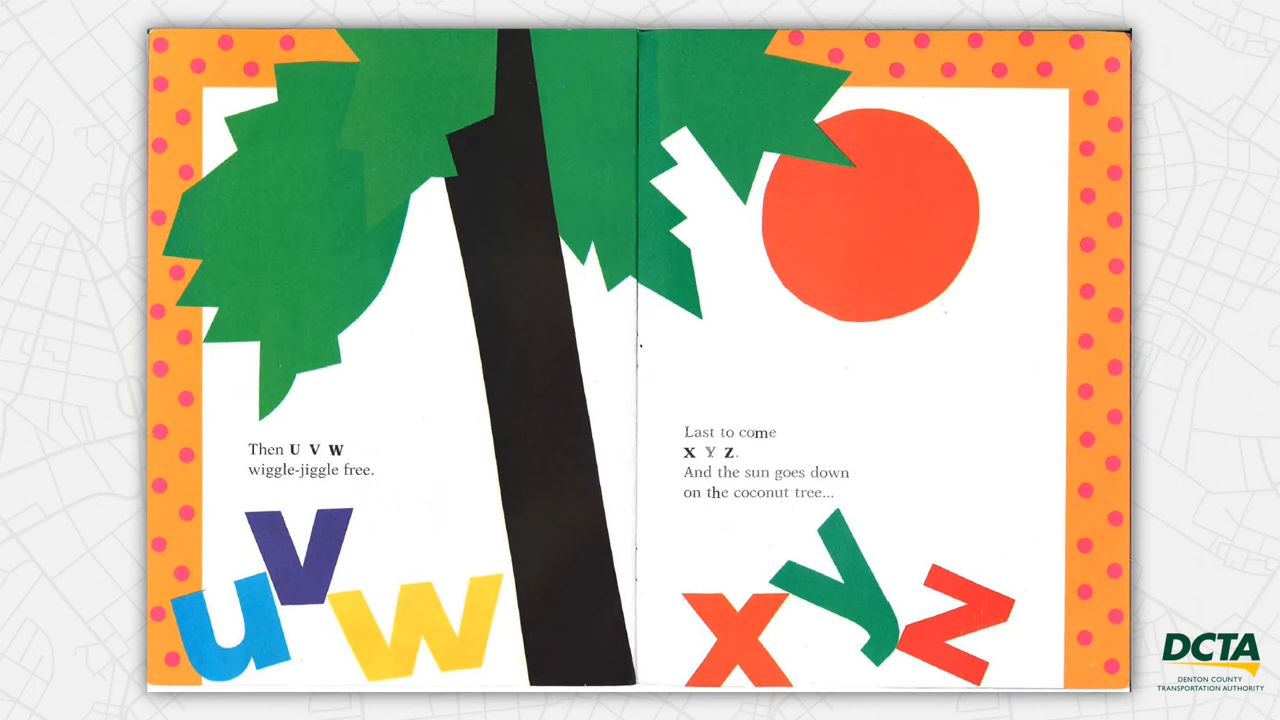 Then U V W
wiggle-jiggle free.
Last to come
X Y Z.
And the sun goes down
on the coconut tree...
v
u
w
x
y
z
DCTA
DENTON COUNTY
TRANSPORTATION AUTHORITY